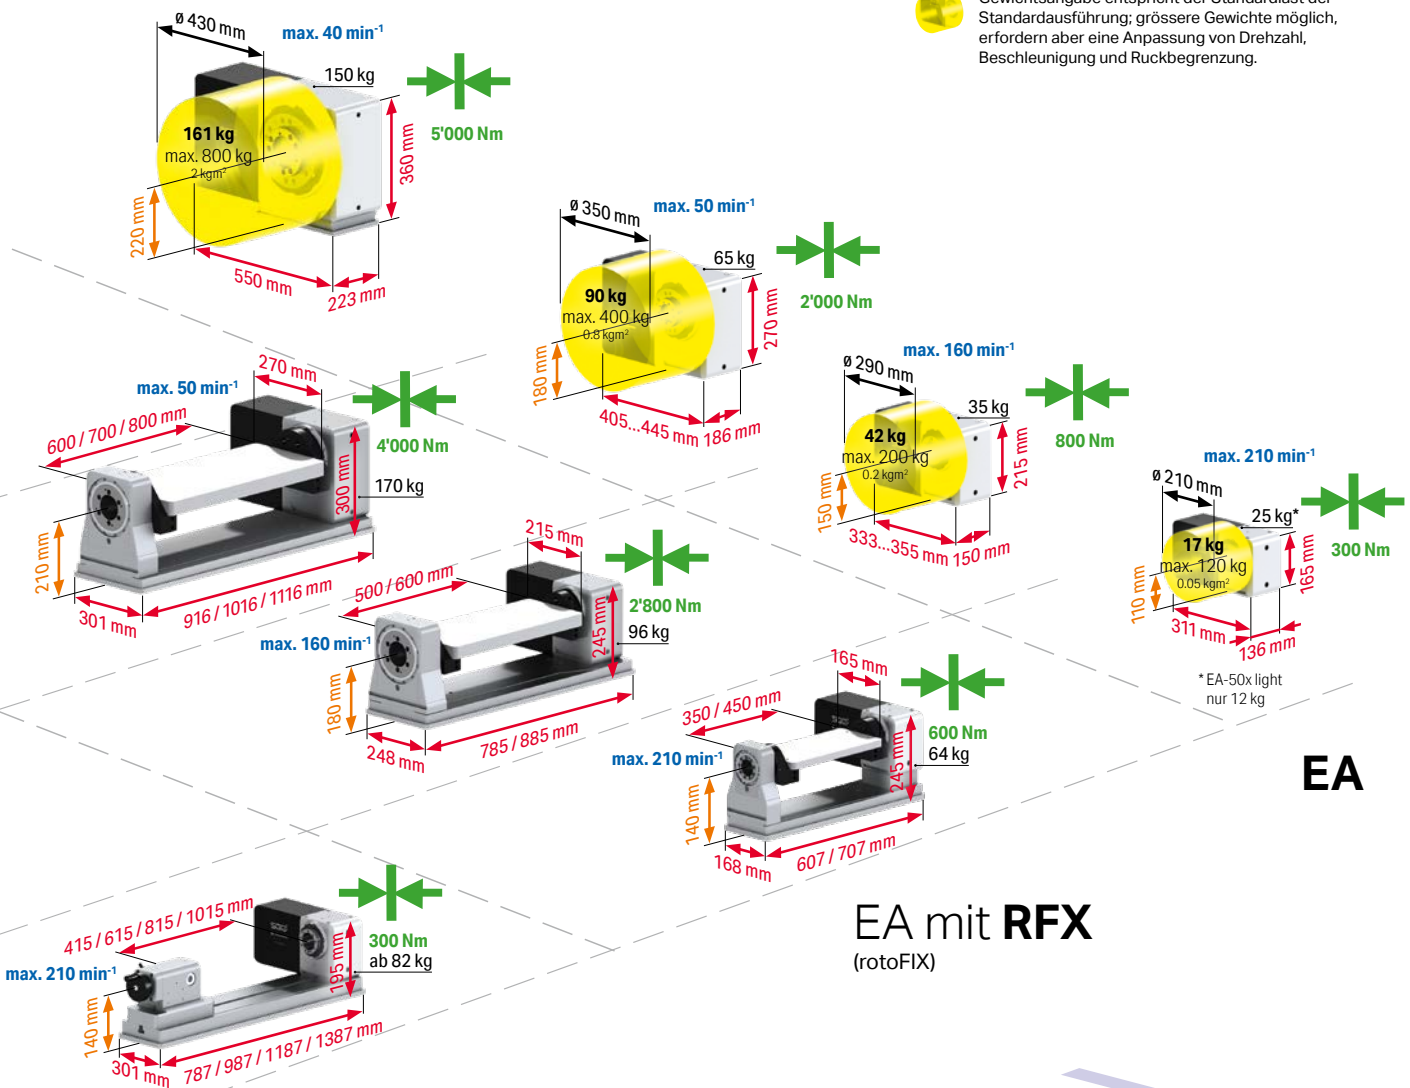 Gewichtsangabe entspricht der Standardlast der
Standardausführung; grössere Gewichte möglich,
erfordern aber eine Anpassung von Drehzahl,
Beschleunigung und Ruckbegrenzung.
ø 430 mm
max. 40 min⁻¹
150 kg
5'000 Nm
161 kg
max. 800 kg
2 kgm²
360 mm
220 mm
550 mm
223 mm
ø 350 mm
max. 50 min⁻¹
65 kg
2'000 Nm
90 kg
max. 400 kg
0.8 kgm²
270 mm
180 mm
405...445 mm
186 mm
ø 290 mm
max. 160 min⁻¹
35 kg
800 Nm
42 kg
max. 200 kg
0.2 kgm²
215 mm
150 mm
333...355 mm
150 mm
max. 210 min⁻¹
ø 210 mm
25 kg*
300 Nm
17 kg
max. 120 kg
0.05 kgm²
165 mm
110 mm
311 mm
136 mm
* EA-50x light
nur 12 kg
EA
270 mm
max. 50 min⁻¹
600 / 700 / 800 mm
4'000 Nm
300 mm
170 kg
210 mm
301 mm
916 / 1016 / 1116 mm
215 mm
500 / 600 mm
2'800 Nm
max. 160 min⁻¹
245 mm
96 kg
180 mm
248 mm
785 / 885 mm
165 mm
350 / 450 mm
600 Nm
max. 210 min⁻¹
245 mm
64 kg
140 mm
168 mm
607 / 707 mm
EA mit RFX
(rotoFIX)
415 / 615 / 815 / 1015 mm
300 Nm
ab 82 kg
max. 210 min⁻¹
195 mm
140 mm
301 mm
787 / 987 / 1187 / 1387 mm